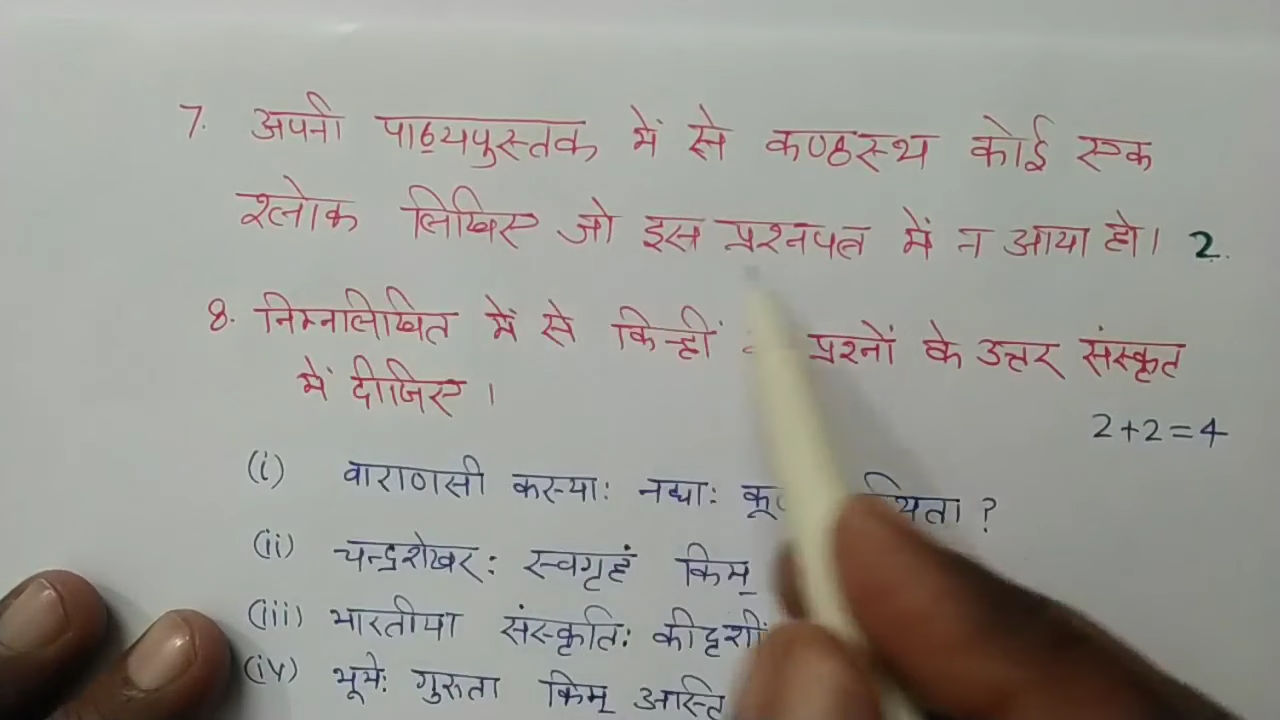 7. अपनी पाठ्यपुस्तक में से कण्ठस्थ कोई एक
श्लोक लिखिए जो इस प्रश्नपत्र में न आया हो। 2.
8. निम्नलिखित में से किन्हीं प्रश्नों के उत्तर संस्कृत
में दीजिए।
2+2=4
(i) वाराणसी कस्याः नद्याः ?
(ii) चन्द्रशेखरः स्वगृहं किम्
(iii) भारतीया संस्कृतिः कीदृशी
(iv) भूमेः गुरुता किम् अस्ति